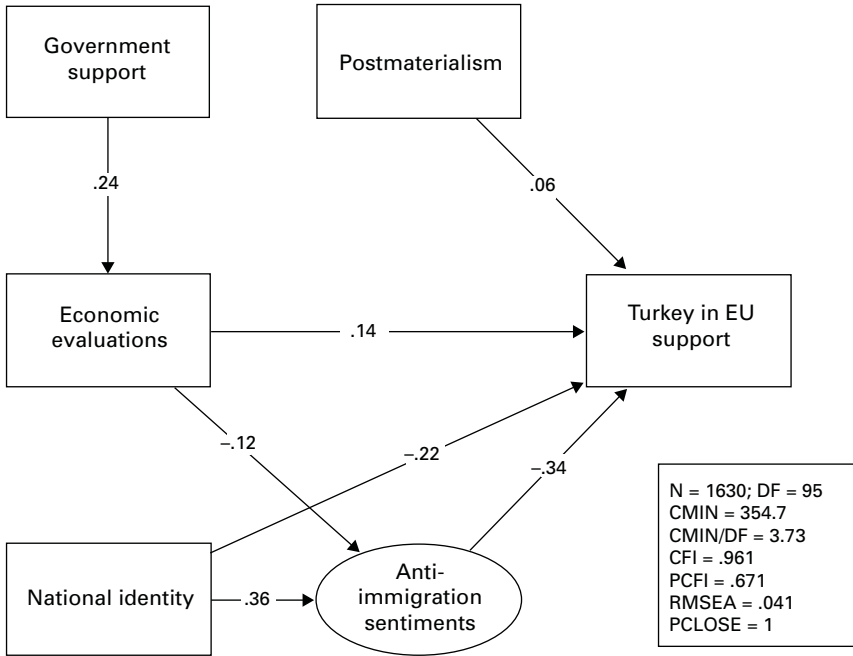 Government
support
Postmaterialism
.24
.06
Economic
evaluations
.14
Turkey in EU
support
–.12
–.22
–.34
National identity
.36
Anti-
immigration
sentiments
N = 1630; DF = 95
CMIN = 354.7
CMIN/DF = 3.73
CFI = .961
PCFI = .671
RMSEA = .041
PCLOSE = 1